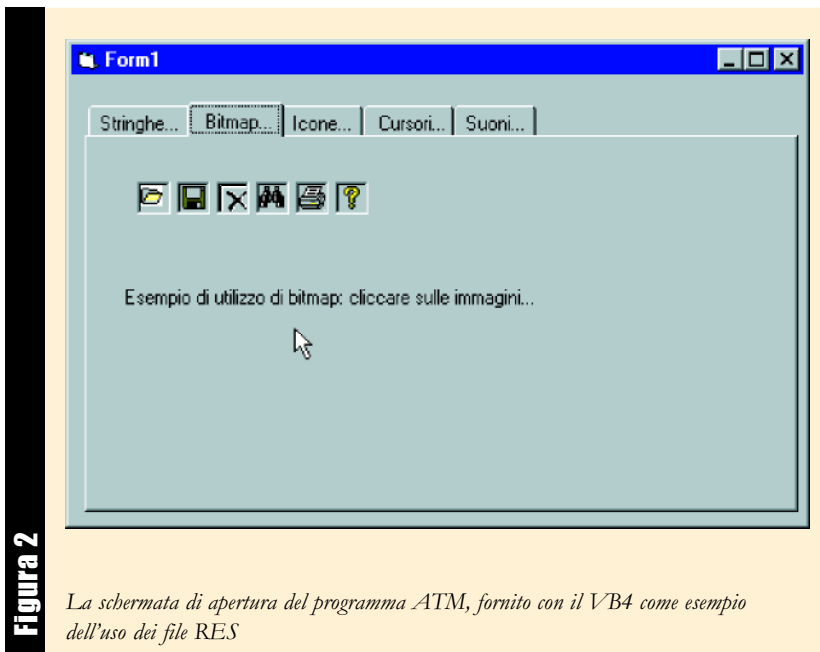 Form1
Stringhe... Bitmap... Icone... Cursori... Suoni...
Esempio di utilizzo di bitmap: cliccare sulle immagini...
Figura 2
La schermata di apertura del programma ATM, fornito con il VB4 come esempio
dell'uso dei file RES